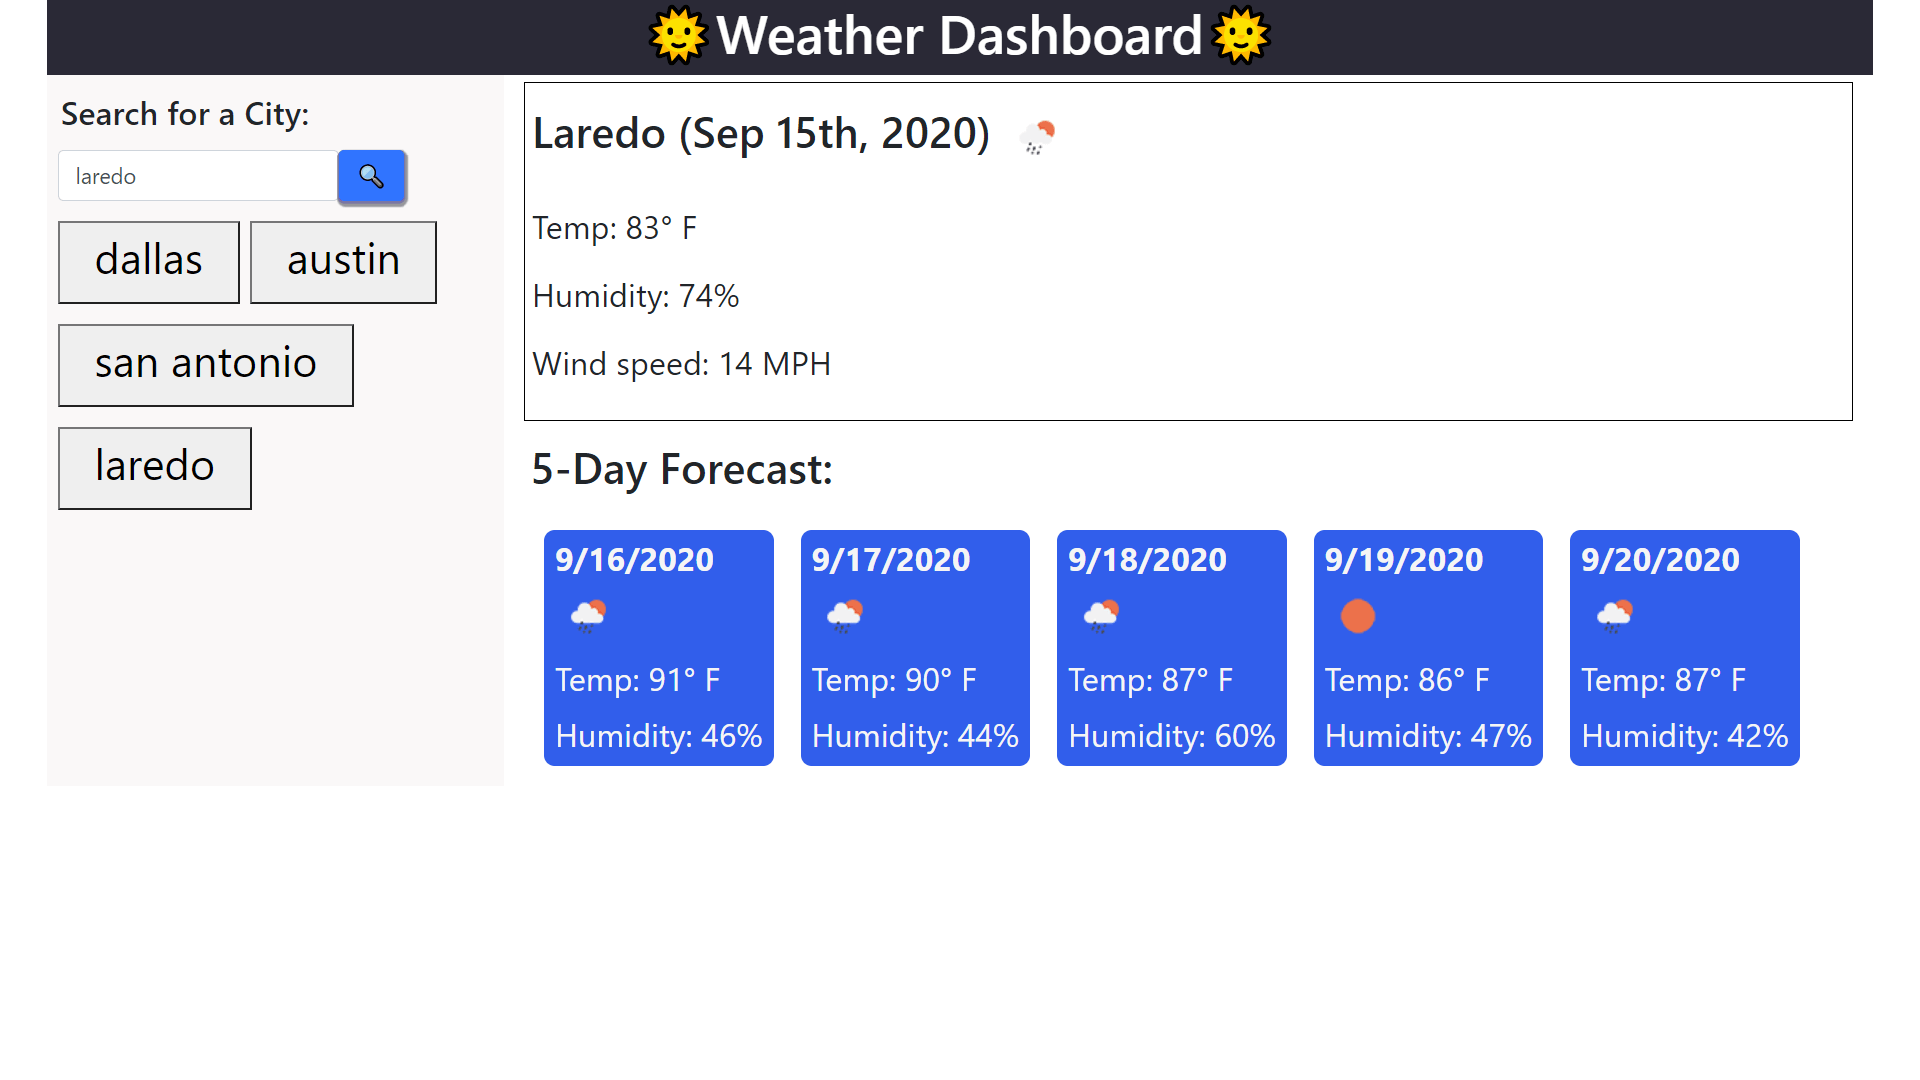 Weather Dashboard
Search for a City:
laredo
dallas
austin
san antonio
laredo
Laredo (Sep 15th, 2020)
Temp: 83° F
Humidity: 74%
Wind speed: 14 MPH
5-Day Forecast:
9/16/2020
Temp: 91° F
Humidity: 46%
9/17/2020
Temp: 90° F
Humidity: 44%
9/18/2020
Temp: 87° F
Humidity: 60%
9/19/2020
Temp: 86° F
Humidity: 47%
9/20/2020
Temp: 87° F
Humidity: 42%